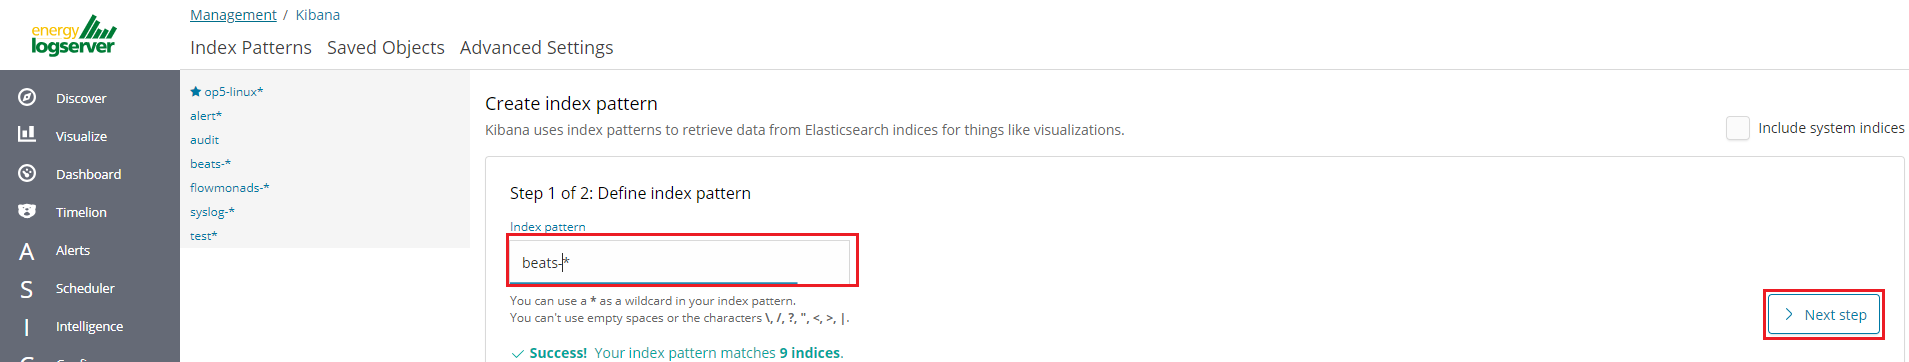 energy
logserver
Management / Kibana
Index Patterns Saved Objects Advanced Settings
Discover
Visualize
Dashboard
Timelion
A Alerts
S Scheduler
I Intelligence
★ op5-linux*
alert*
audit
beats-*
flowmonads-*
syslog-*
test*
Create index pattern
Kibana uses index patterns to retrieve data from Elasticsearch indices for things like visualizations.
Include system indices
Step 1 of 2: Define index pattern
Index pattern
beats-*
You can use a * as a wildcard in your index pattern.
You can't use empty spaces or the characters \, /, ?, ", <, >, |.
> Next step
✓ Success! Your index pattern matches 9 indices.